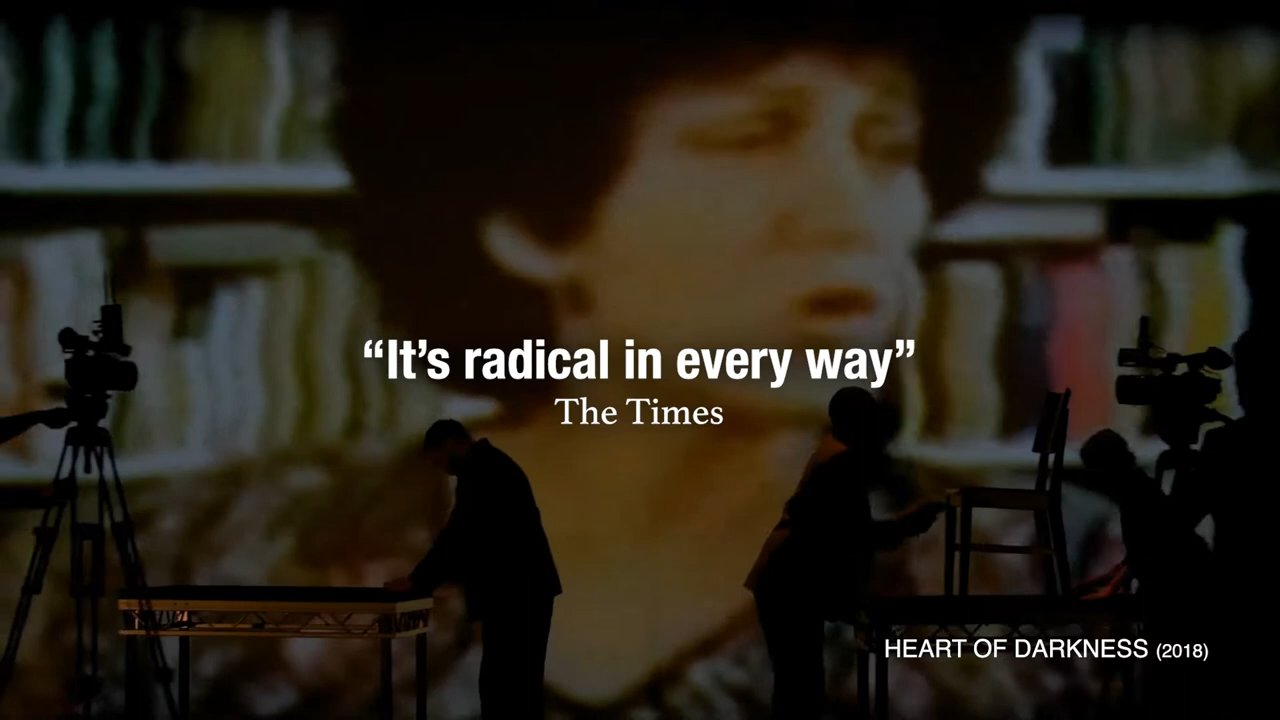 “It’s radical in every way”
The Times
HEART OF DARKNESS (2018)